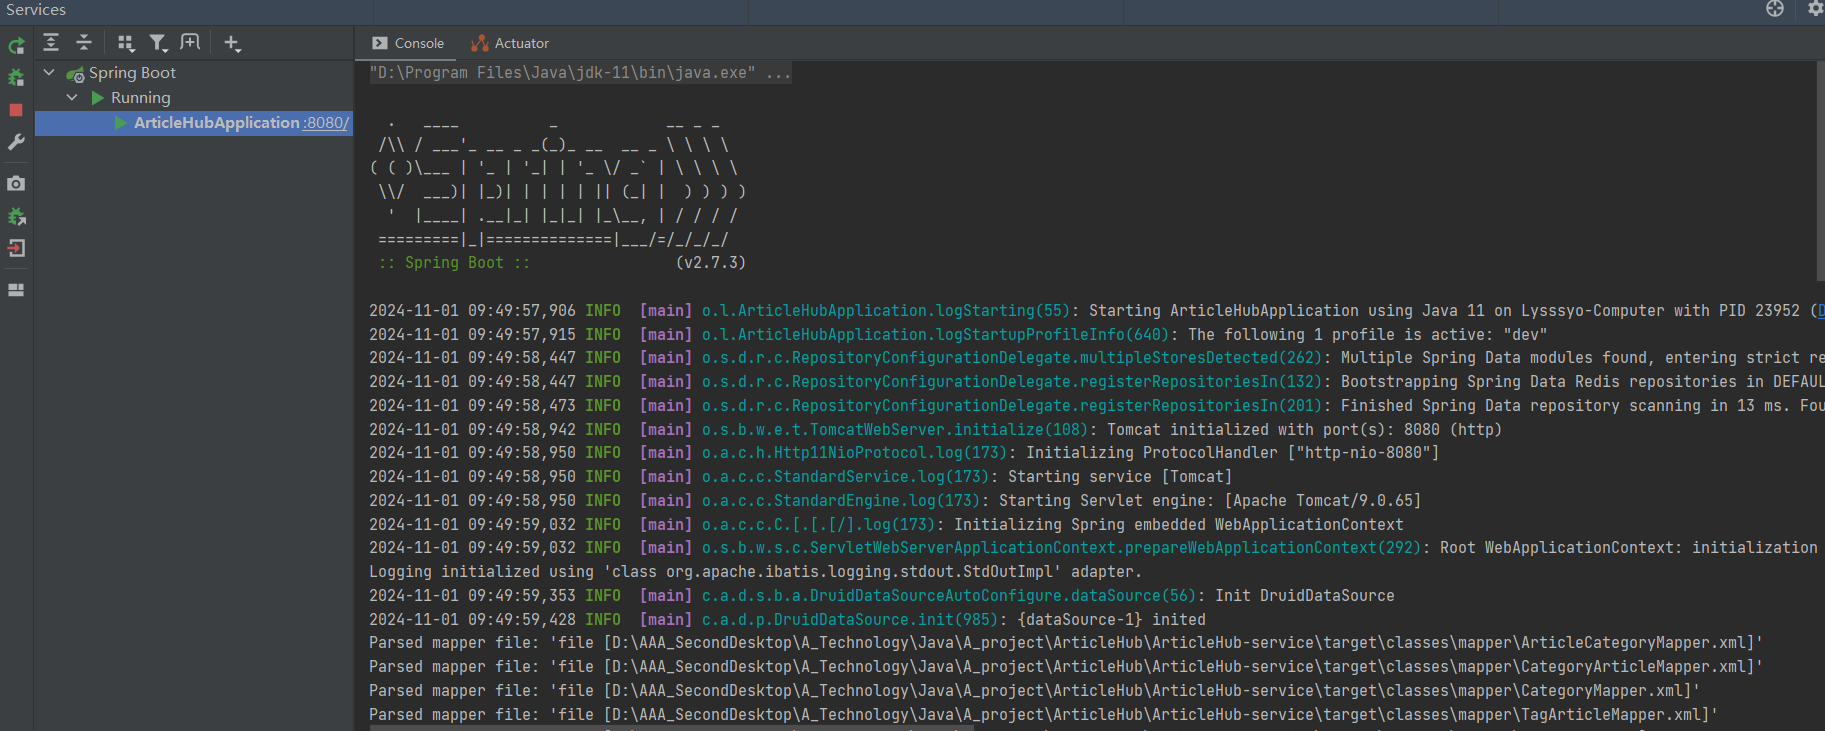 Services
Console
Actuator
Spring Boot
Running
ArticleHubApplication :8080/
"D:\Program Files\Java\jdk-11\bin\java.exe" ...
  .   ____          _            __ _ _
 /\\ / ___'_ __ _ _(_)_ __  __ _ \ \ \ \
( ( )\___ | '_ | '_| | '_ \/ _` | \ \ \ \
 \\/  ___)| |_)| | | | | || (_| |  ) ) ) )
  '  |____| .__|_| |_|_| |_\__, | / / / /
 =========|_|==============|___/=/_/_/_/
 :: Spring Boot ::                (v2.7.3)
2024-11-01 09:49:57,906 INFO  [main] o.l.ArticleHubApplication.logStarting(55): Starting ArticleHubApplication using Java 11 on Lysssyo-Computer with PID 23952 (D
2024-11-01 09:49:57,915 INFO  [main] o.l.ArticleHubApplication.logStartupProfileInfo(640): The following 1 profile is active: "dev"
2024-11-01 09:49:58,447 INFO  [main] o.s.d.r.c.RepositoryConfigurationDelegate.multipleStoresDetected(262): Multiple Spring Data modules found, entering strict re
2024-11-01 09:49:58,447 INFO  [main] o.s.d.r.c.RepositoryConfigurationDelegate.registerRepositoriesIn(132): Bootstrapping Spring Data Redis repositories in DEFAUL
2024-11-01 09:49:58,473 INFO  [main] o.s.d.r.c.RepositoryConfigurationDelegate.registerRepositoriesIn(201): Finished Spring Data repository scanning in 13 ms. Fou
2024-11-01 09:49:58,942 INFO  [main] o.s.b.w.e.t.TomcatWebServer.initialize(108): Tomcat initialized with port(s): 8080 (http)
2024-11-01 09:49:58,950 INFO  [main] o.a.c.h.Http11NioProtocol.log(173): Initializing ProtocolHandler ["http-nio-8080"]
2024-11-01 09:49:58,950 INFO  [main] o.a.c.c.StandardService.log(173): Starting service [Tomcat]
2024-11-01 09:49:58,950 INFO  [main] o.a.c.c.StandardEngine.log(173): Starting Servlet engine: [Apache Tomcat/9.0.65]
2024-11-01 09:49:59,032 INFO  [main] o.a.c.c.C.[.[.[/].log(173): Initializing Spring embedded WebApplicationContext
2024-11-01 09:49:59,032 INFO  [main] o.s.b.w.s.c.ServletWebServerApplicationContext.prepareWebApplicationContext(292): Root WebApplicationContext: initialization
Logging initialized using 'class org.apache.ibatis.logging.stdout.StdOutImpl' adapter.
2024-11-01 09:49:59,353 INFO  [main] c.a.d.s.b.a.DruidDataSourceAutoConfigure.dataSource(56): Init DruidDataSource
2024-11-01 09:49:59,428 INFO  [main] c.a.d.p.DruidDataSource.init(985): {dataSource-1} inited
Parsed mapper file: 'file [D:\AAA_SecondDesktop\A_Technology\Java\A_project\ArticleHub\ArticleHub-service\target\classes\mapper\ArticleCategoryMapper.xml]'
Parsed mapper file: 'file [D:\AAA_SecondDesktop\A_Technology\Java\A_project\ArticleHub\ArticleHub-service\target\classes\mapper\CategoryArticleMapper.xml]'
Parsed mapper file: 'file [D:\AAA_SecondDesktop\A_Technology\Java\A_project\ArticleHub\ArticleHub-service\target\classes\mapper\CategoryMapper.xml]'
Parsed mapper file: 'file [D:\AAA_SecondDesktop\A_Technology\Java\A_project\ArticleHub\ArticleHub-service\target\classes\mapper\TagArticleMapper.xml]'